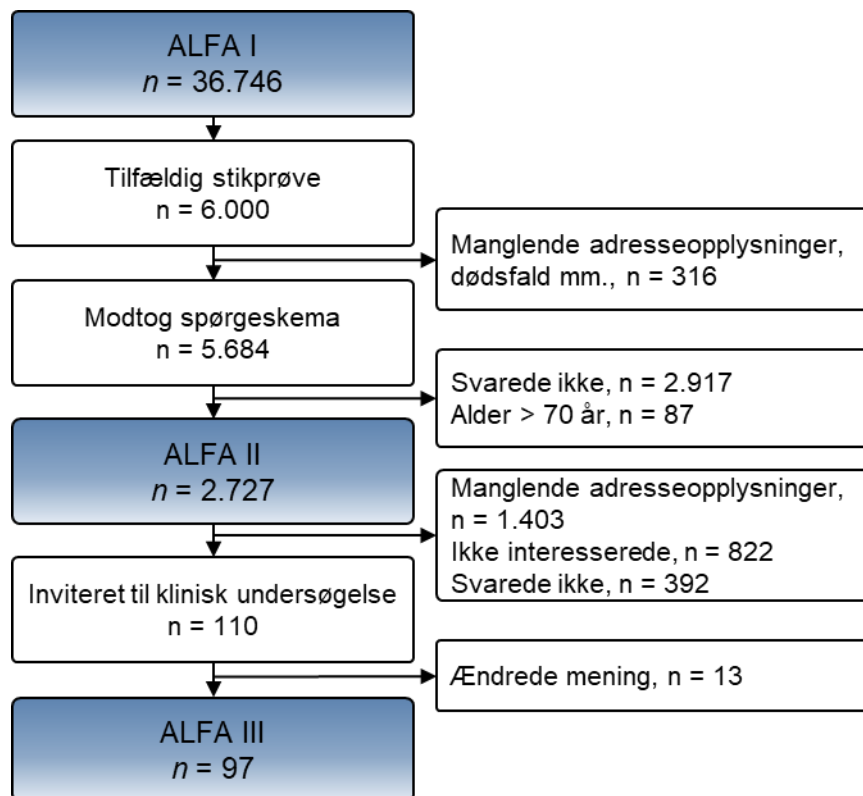 ALFA I
n = 36.746
Tilfældig stikprøve
n = 6.000
Manglende adresseopplysninger,
dødsfald mm., n = 316
Modtog spørgeskema
n = 5.684
Svarede ikke, n = 2.917
Alder > 70 år, n = 87
ALFA II
n = 2.727
Manglende adresseopplysninger,
n = 1.403
Ikke interesserede, n = 822
Svarede ikke, n = 392
Inviteret til klinisk undersøgelse
n = 110
Ændrede mening, n = 13
ALFA III
n = 97